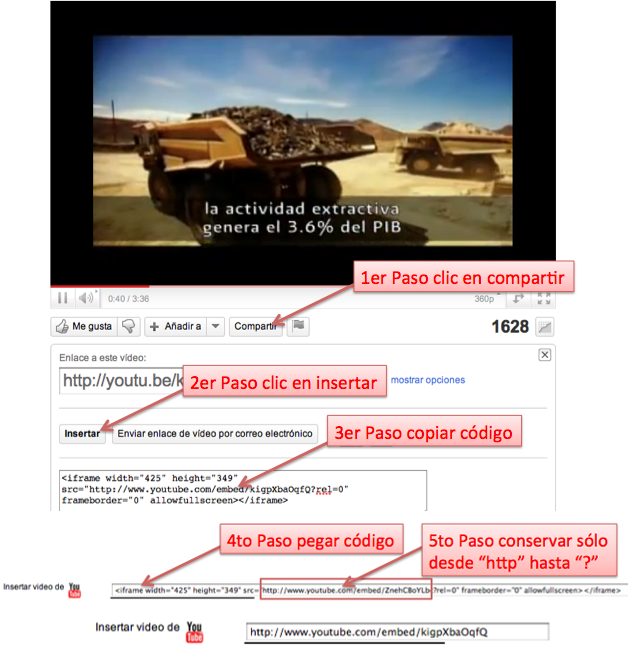 la actividad extractiva
genera el 3.6% del PIB
1er Paso clic en compartir
0:40 / 3:36
360p
Me gusta
Añadir a
Compartir
1628
Enlace a este vídeo:
http://youtu.be/k
2er Paso clic en insertar
mostrar opciones
Insertar
Enviar enlace de vídeo por correo electrónico
3er Paso copiar código
<iframe width="425" height="349"
src="http://www.youtube.com/embed/kigpXbaOqfQ?rel=0"
frameborder="0" allowfullscreen></iframe>
4to Paso pegar código
5to Paso conservar sólo
desde “http” hasta “?”
Insertar video de You Tube
<iframe width="425" height="349" src="http://www.youtube.com/embed/ZnehCBoYLbc?rel=0" frameborder="0" allowfullscreen></iframe>
Insertar video de You Tube
http://www.youtube.com/embed/kigpXbaOqfQ